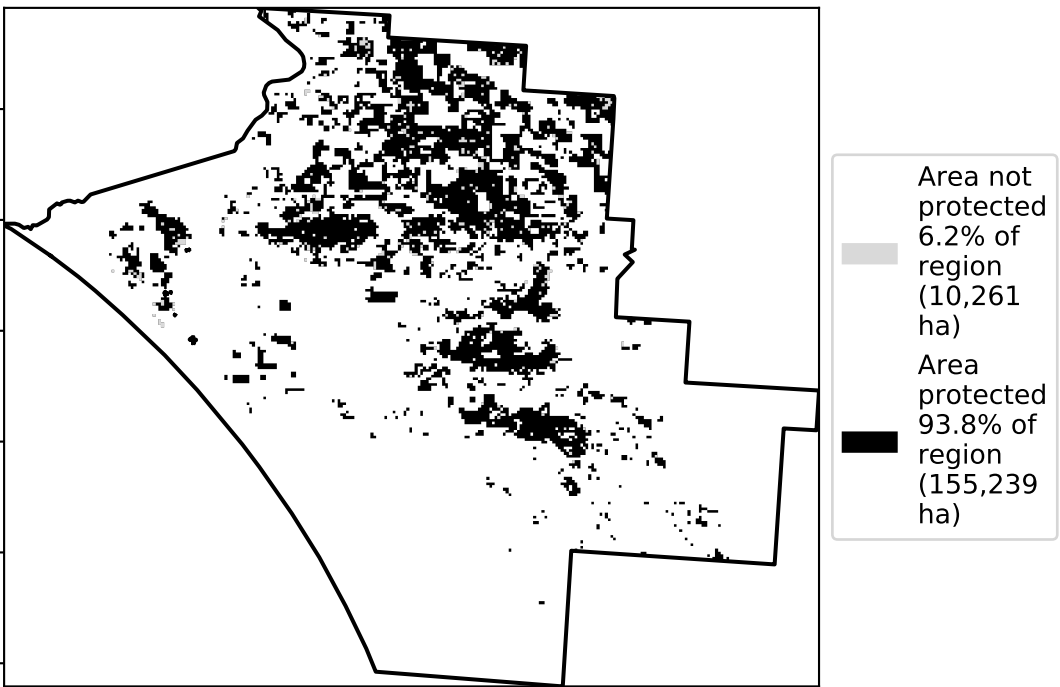 Area not
protected
6.2% of
region
(10,261
ha)
Area
protected
93.8% of
region
(155,239
ha)